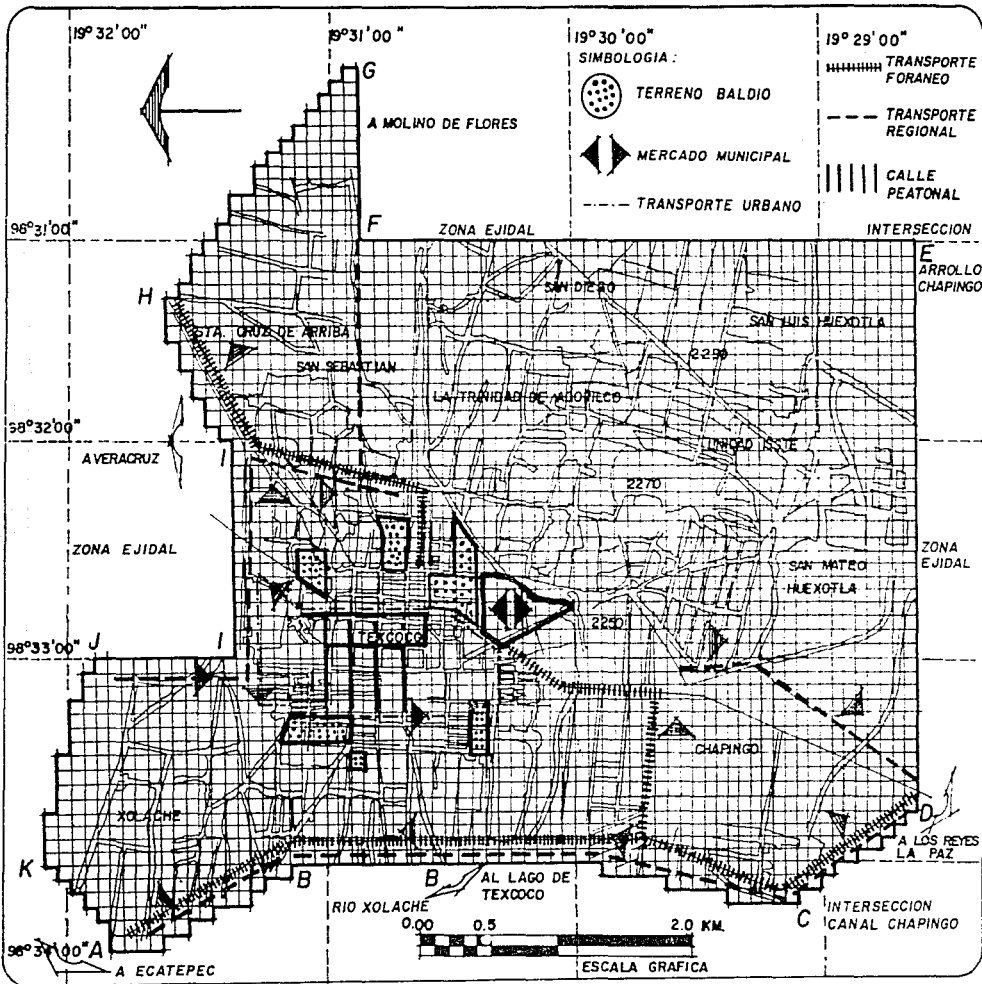 19° 32' 00"
19° 31' 00"
19° 30' 00"
19° 29' 00"
SIMBOLOGIA :
TERRENO BALDIO
MERCADO MUNICIPAL
TRANSPORTE URBANO
TRANSPORTE
FORANEO
TRANSPORTE
REGIONAL
CALLE
PEATONAL
G
A MOLINO DE FLORES
98° 31' 00"
F
ZONA EJIDAL
INTERSECCION
E
ARROLLO
CHAPINGO
H
SAN DIEGO
STA. CRUZ DE ARRIBA
SAN LUIS HUEXOTLA
SAN SEBASTIAN
2290
LA TRINIDAD DE
98° 32' 00"
A VERACRUZ
I
UNIDAD ISSTE
2270
ZONA EJIDAL
ZONA
EJIDAL
SAN MATEO
HUEXOTLA
2250
TEXCOCO
98° 33' 00"
J
I
CHAPINGO
XOLACHE
D
A LOS REYES
LA PAZ
K
B
B'
AL LAGO DE
TEXCOCO
RIO XOLACHE
C
INTERSECCION
CANAL CHAPINGO
98° 34' 00"
A
A ECATEPEC
0.00 0.5 2.0 KM.
ESCALA GRAFICA